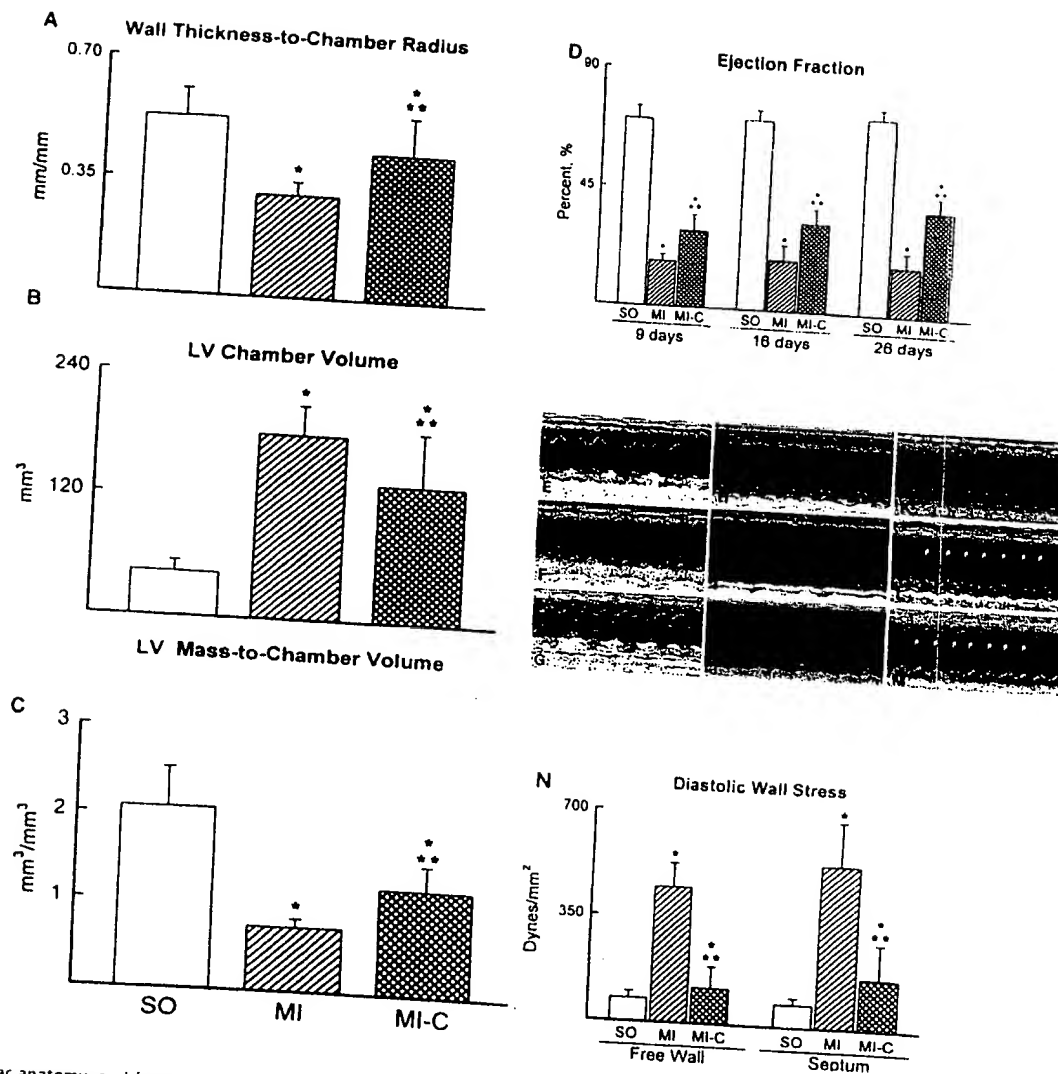 A
Wall Thickness-to-Chamber Radius
0.70
0.35
mm/mm
*
*
**
B
LV Chamber Volume
240
120
mm³
*
*
**
LV Mass-to-Chamber Volume
C
3
2
1
mm³/mm³
*
*
**
SO MI MI-C
D
Ejection Fraction
90
45
Percent, %
SO MI MI-C SO MI MI-C SO MI MI-C
9 days 16 days 26 days
E
F
G
N
Diastolic Wall Stress
700
350
Dynes/mm²
*
*
**
*
*
**
SO MI MI-C SO MI MI-C
Free Wall Septum